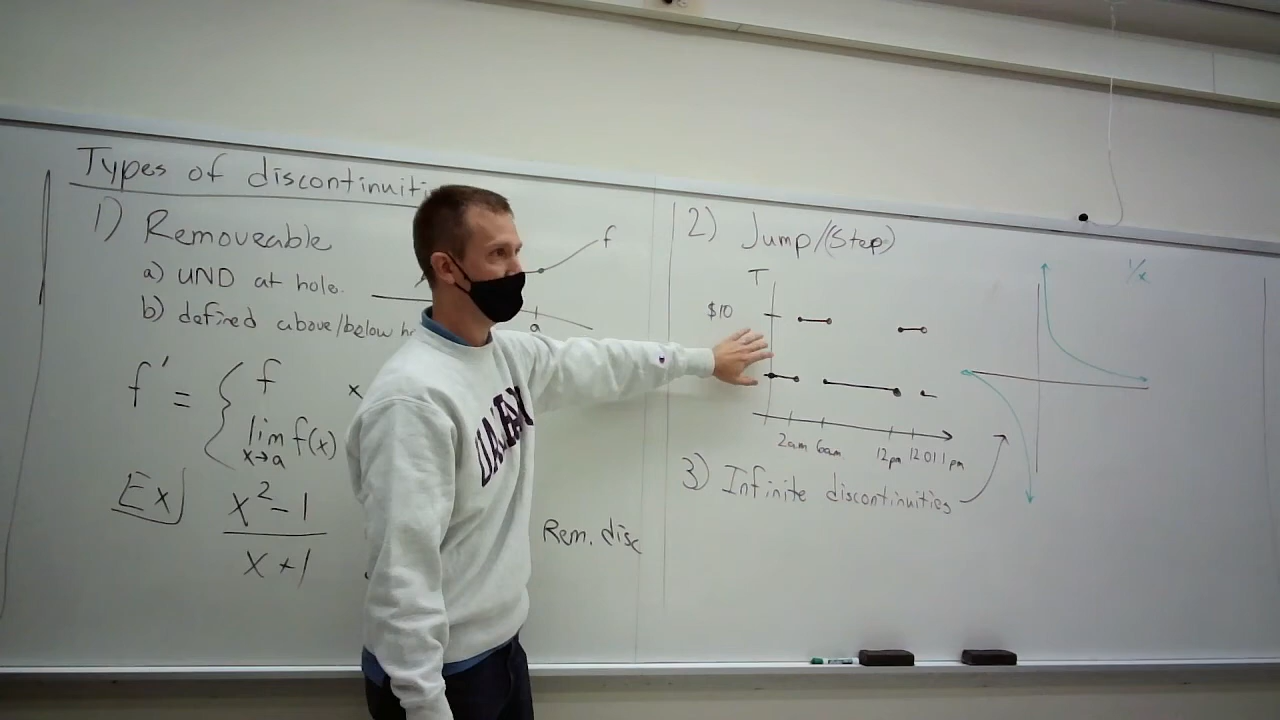 Types of discontinuiti
1) Removeable
a) UND at hole.
b) defined above/below h
f' = { f x
lim f(x)
x→a
Ex
x² - 1
x + 1
Rem. disc
f
a
2) Jump/(Step)
T
$10
2am 6am 12pm 12:01 1pm
3) Infinite discontinuities
1/x